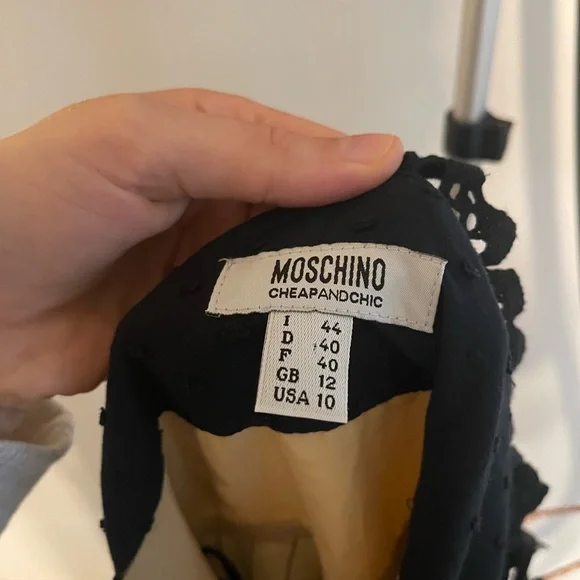 MOSCHINO
CHEAPANDCHIC
I 44
D 40
F 40
GB 12
USA 10